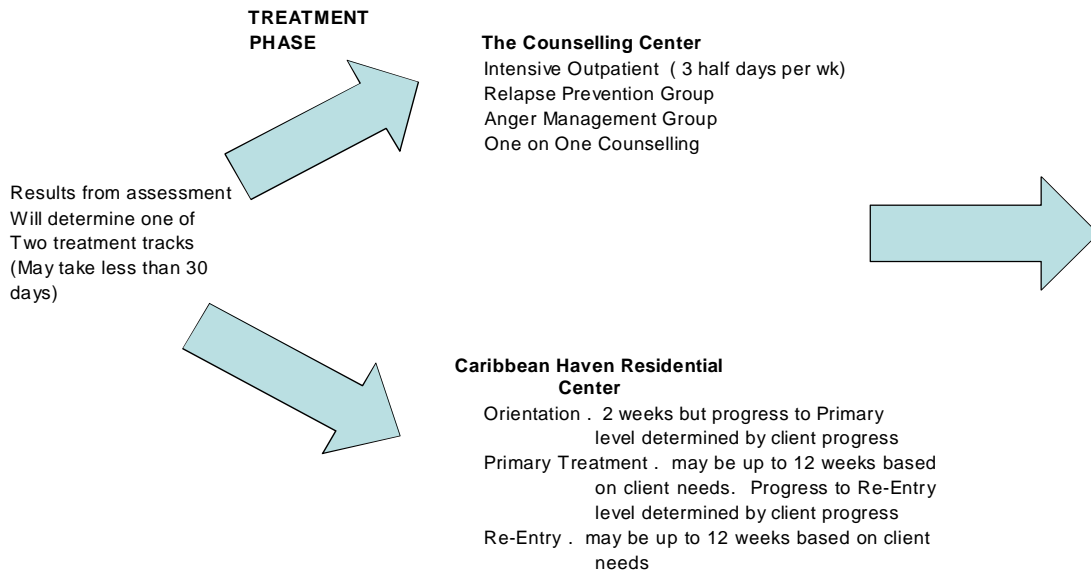 TREATMENT
PHASE
The Counselling Center
Intensive Outpatient ( 3 half days per wk)
Relapse Prevention Group
Anger Management Group
One on One Counselling
Results from assessment
Will determine one of
Two treatment tracks
(May take less than 30
days)
Caribbean Haven Residential
Center
Orientation . 2 weeks but progress to Primary
level determined by client progress
Primary Treatment . may be up to 12 weeks based
on client needs. Progress to Re-Entry
level determined by client progress
Re-Entry . may be up to 12 weeks based on client
needs